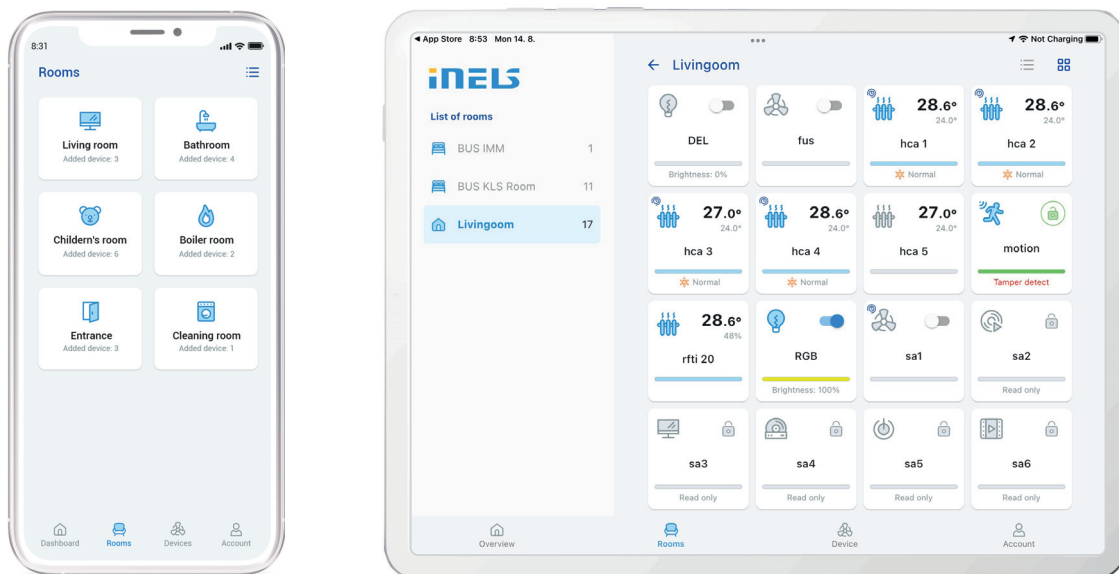 8:31
Rooms
Living room
Added device: 3
Bathroom
Added device: 4
Childern's room
Added device: 6
Boiler room
Added device: 2
Entrance
Added device: 3
Cleaning room
Added device: 1
Dashboard
Rooms
Devices
Account
App Store 8:53 Mon 14. 8.
Not Charging
iNELS
List of rooms
BUS IMM 1
BUS KLS Room 11
Livingoom 17
Livingoom
DEL
Brightness: 0%
fus
28.6°
24.0°
hca 1
Normal
28.6°
24.0°
hca 2
Normal
27.0°
24.0°
hca 3
Normal
28.6°
24.0°
hca 4
Normal
27.0°
24.0°
hca 5
motion
Tamper detect
28.6°
48%
rfti 20
RGB
Brightness: 100%
sa1
sa2
Read only
sa3
Read only
sa4
Read only
sa5
Read only
sa6
Read only
Overview
Rooms
Device
Account